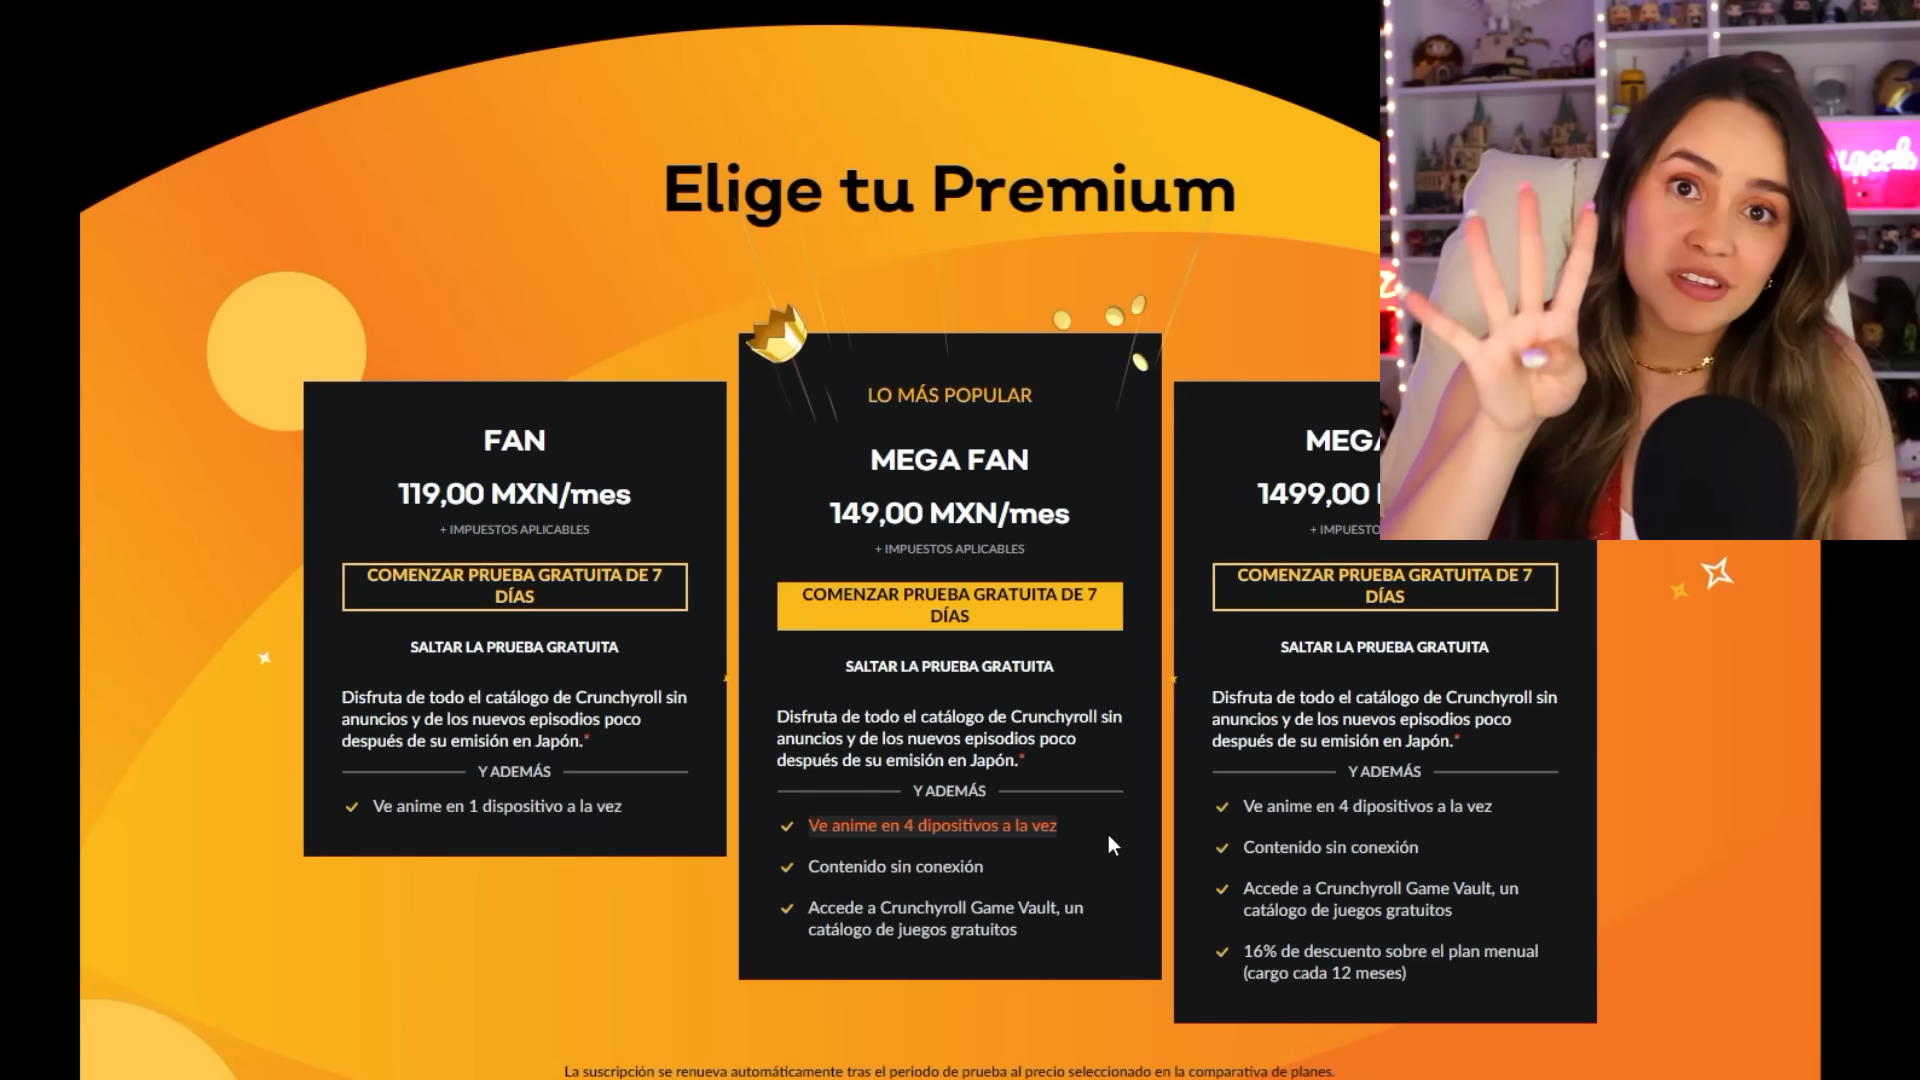 Elige tu Premium
FAN
119,00 MXN/mes
+ IMPUESTOS APLICABLES
COMENZAR PRUEBA GRATUITA DE 7
DÍAS
SALTAR LA PRUEBA GRATUITA
Disfruta de todo el catálogo de Crunchyroll sin
anuncios y de los nuevos episodios poco
después de su emisión en Japón.*
Y ADEMÁS
Ve anime en 1 dispositivo a la vez
LO MÁS POPULAR
MEGA FAN
149,00 MXN/mes
+ IMPUESTOS APLICABLES
COMENZAR PRUEBA GRATUITA DE 7
DÍAS
SALTAR LA PRUEBA GRATUITA
Disfruta de todo el catálogo de Crunchyroll sin
anuncios y de los nuevos episodios poco
después de su emisión en Japón.*
Y ADEMÁS
Ve anime en 4 dipositivos a la vez
Contenido sin conexión
Accede a Crunchyroll Game Vault, un
catálogo de juegos gratuitos
MEGA
1499,00
+ IMPUESTO
COMENZAR PRUEBA GRATUITA DE 7
DÍAS
SALTAR LA PRUEBA GRATUITA
Disfruta de todo el catálogo de Crunchyroll sin
anuncios y de los nuevos episodios poco
después de su emisión en Japón.*
Y ADEMÁS
Ve anime en 4 dipositivos a la vez
Contenido sin conexión
Accede a Crunchyroll Game Vault, un
catálogo de juegos gratuitos
16% de descuento sobre el plan menual
(cargo cada 12 meses)
La suscripción se renueva automáticamente tras el periodo de prueba al precio seleccionado en la comparativa de planes.